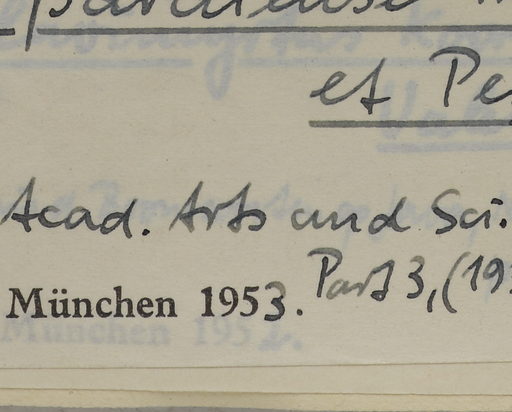 et Pe
Acad. Arts and Sci.
Part 3, (19
München 1953.